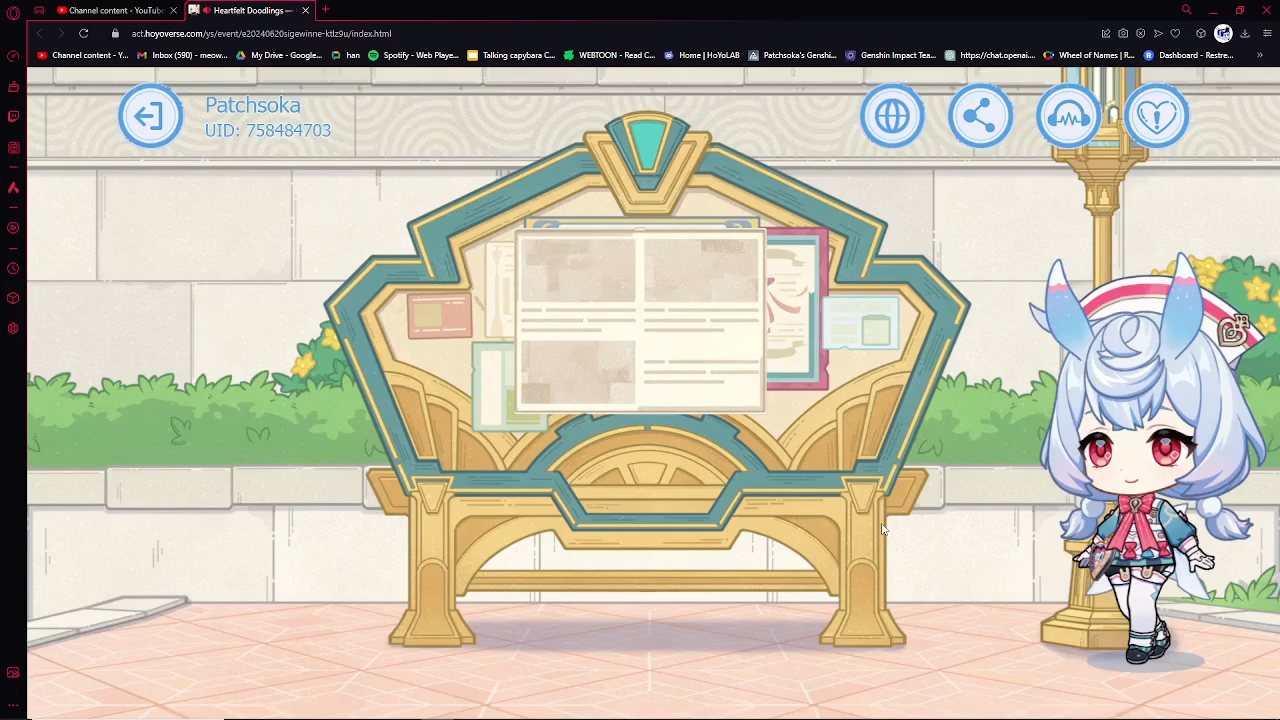 Channel content - YouTube
Heartfelt Doodlings —
act.hoyoverse.com/ys/event/e20240620sigewinne-ktlz9u/index.html
Channel content - Y...
Inbox (590) - meow...
My Drive - Google...
han
Spotify - Web Playe...
Talking capybara C...
WEBTOON - Read C...
Home | HoYoLAB
Patchsoka's Genshi...
Genshin Impact Tea...
https://chat.openai...
Wheel of Names | R...
Dashboard - Restre...
Patchsoka
UID: 758484703